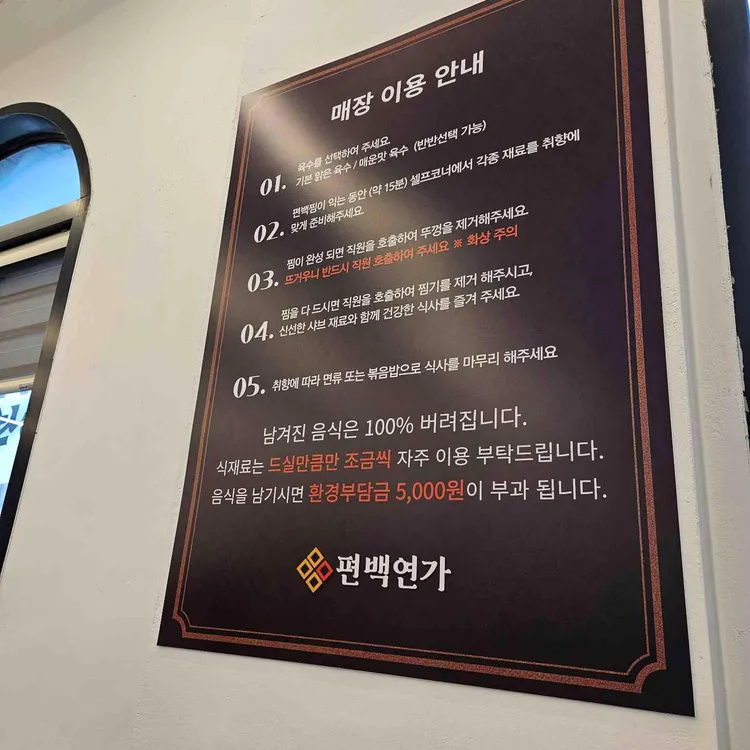 매장 이용 안내
01. 육수를 선택하여 주세요.
기본 맑은 육수 / 매운맛 육수 (반반선택 가능)
02. 편백찜이 익는 동안 (약 15분) 셀프코너에서 각종 재료를 취향에
맞게 준비해주세요.
03. 찜이 완성 되면 직원을 호출하여 뚜껑을 제거해주세요.
뜨거우니 반드시 직원 호출하여 주세요 ※ 화상 주의
04. 찜을 다 드시면 직원을 호출하여 찜기를 제거 해주시고,
신선한 샤브 재료와 함께 건강한 식사를 즐겨 주세요.
05. 취향에 따라 면류 또는 볶음밥으로 식사를 마무리 해주세요
남겨진 음식은 100% 버려집니다.
식재료는 드실만큼만 조금씩 자주 이용 부탁드립니다.
음식을 남기시면 환경부담금 5,000원이 부과 됩니다.
편백연가